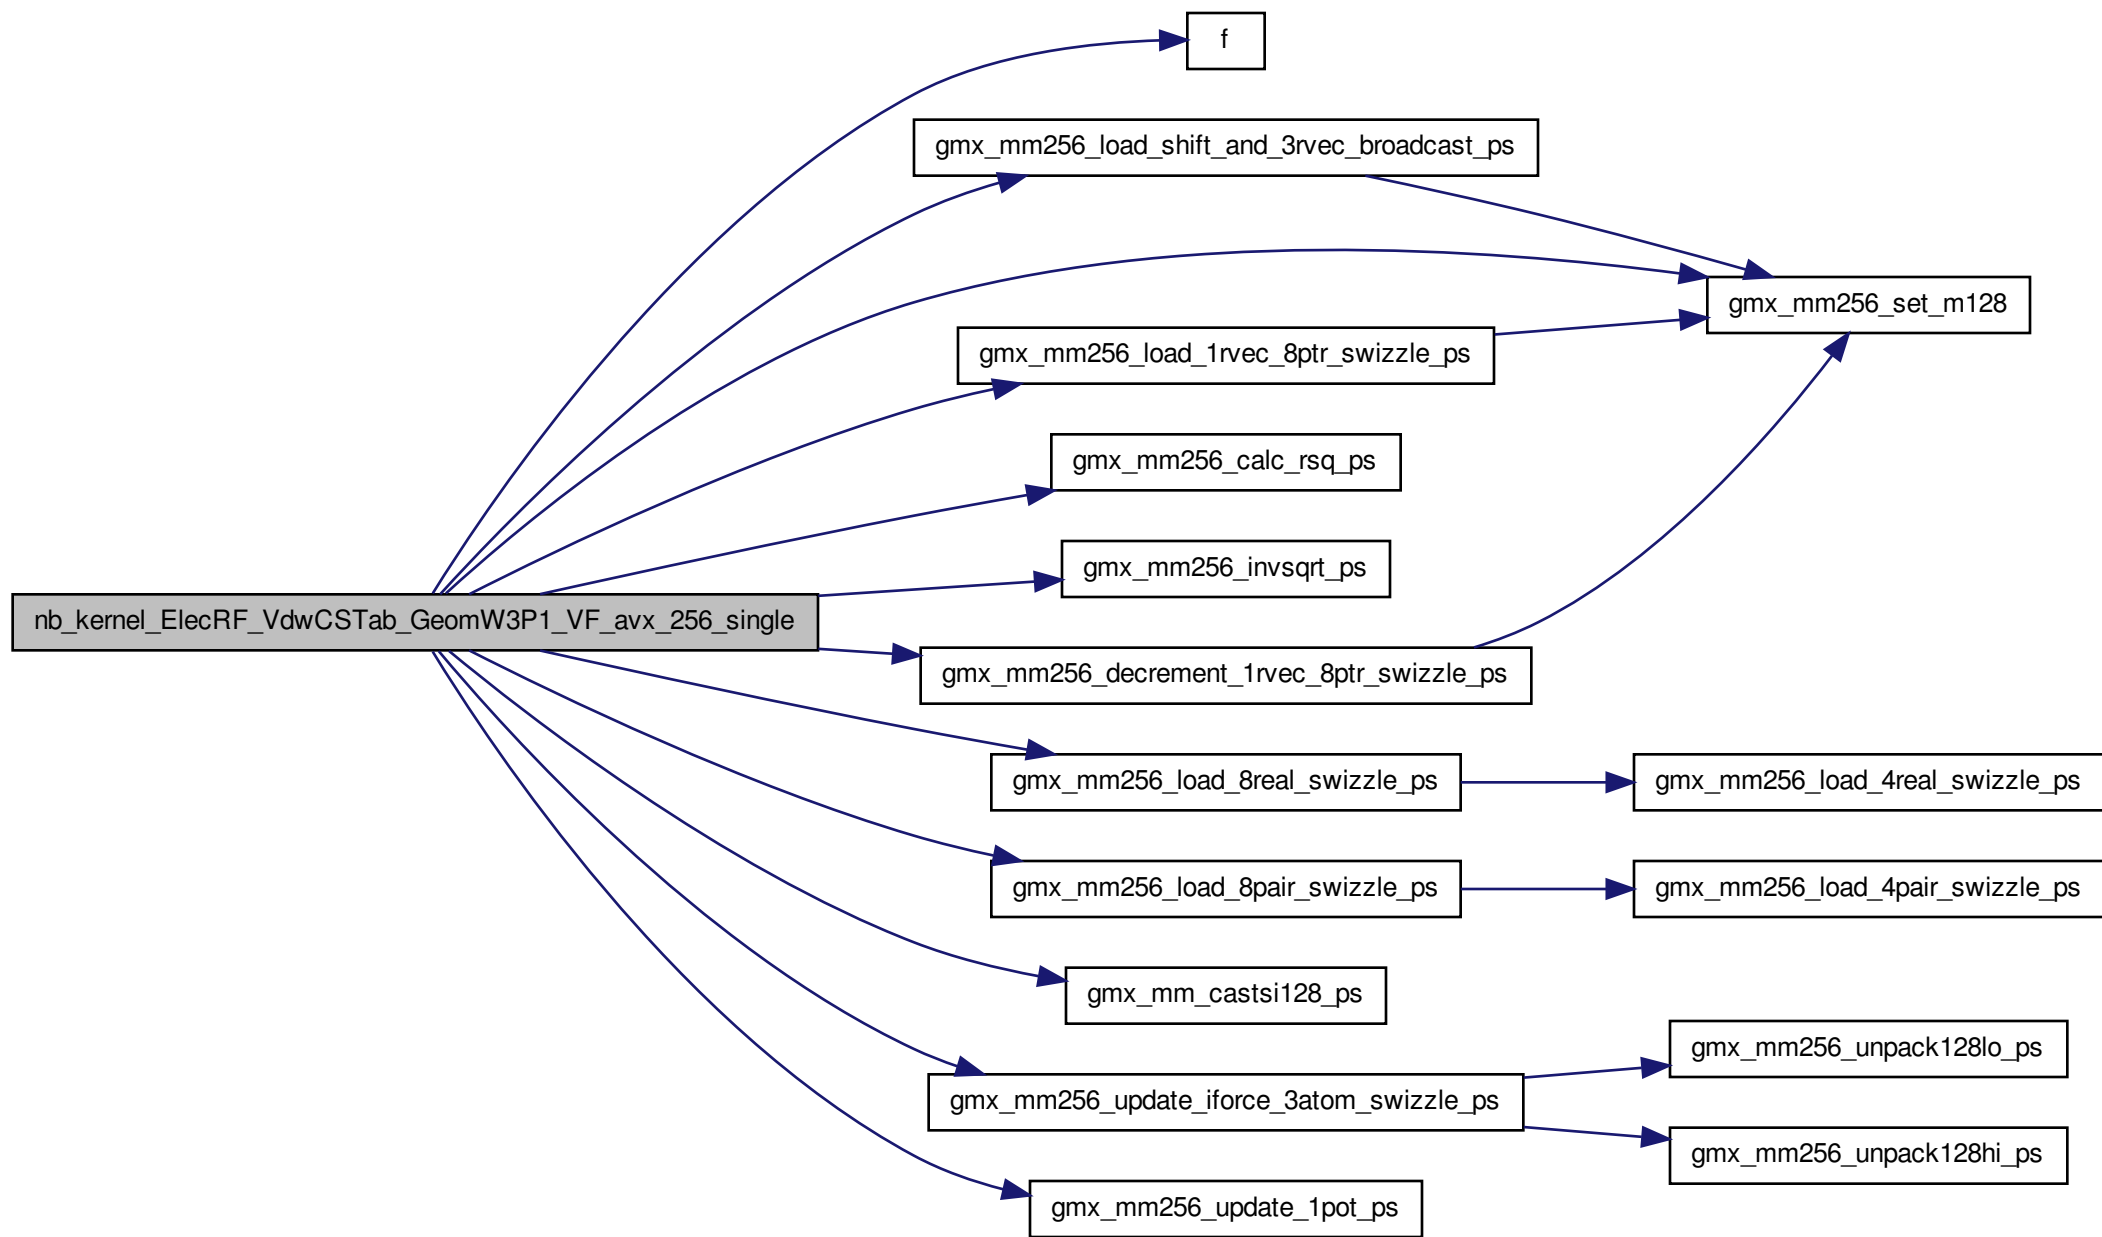 f
gmx_mm256_load_shift_and_3rvec_broadcast_ps
gmx_mm256_set_m128
gmx_mm256_load_1rvec_8ptr_swizzle_ps
gmx_mm256_calc_rsq_ps
gmx_mm256_invsqrt_ps
nb_kernel_ElecRF_VdwCSTab_GeomW3P1_VF_avx_256_single
gmx_mm256_decrement_1rvec_8ptr_swizzle_ps
gmx_mm256_load_8real_swizzle_ps
gmx_mm256_load_4real_swizzle_ps
gmx_mm256_load_8pair_swizzle_ps
gmx_mm256_load_4pair_swizzle_ps
gmx_mm_castsi128_ps
gmx_mm256_unpack128lo_ps
gmx_mm256_update_iforce_3atom_swizzle_ps
gmx_mm256_unpack128hi_ps
gmx_mm256_update_1pot_ps